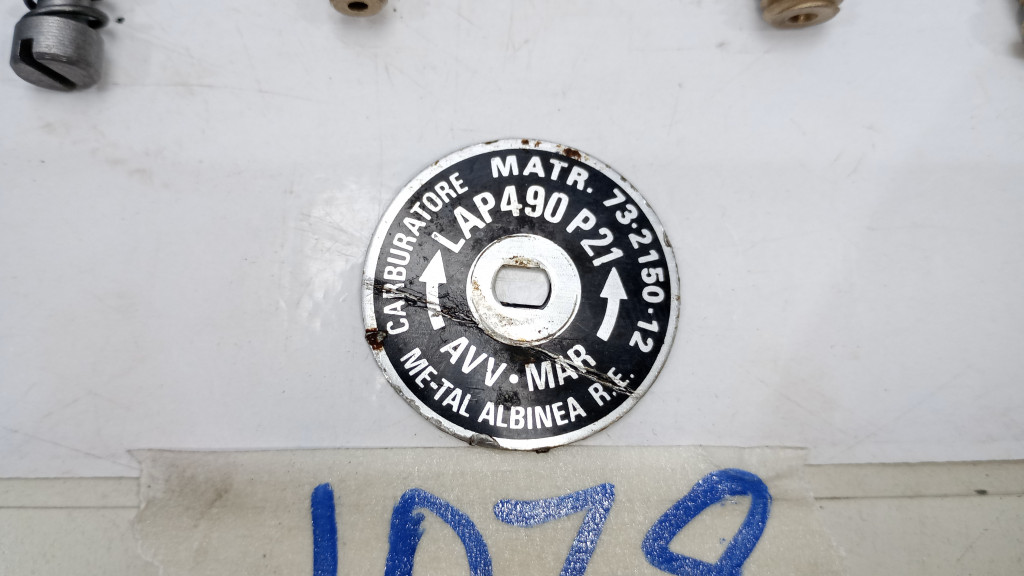 CARBURATORE MATR. 73·2150·12
LAP490 P21
AVV·MAR
ME-TAL ALBINEA R.E.